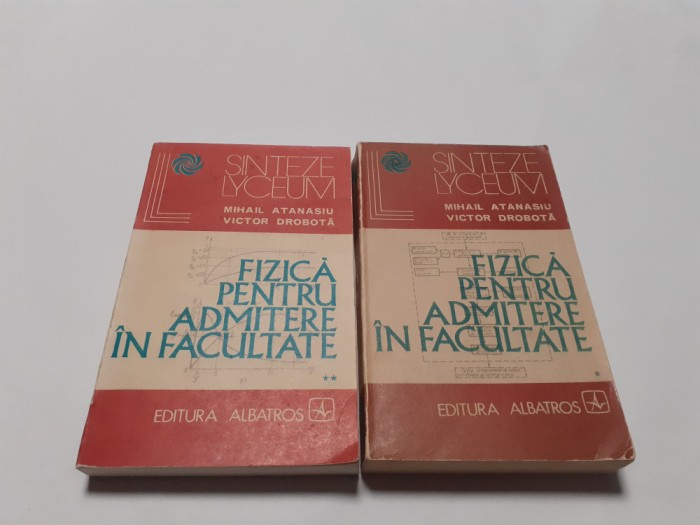 SINTEZE
LYCEUM
MIHAIL ATANASIU
VICTOR DROBOTĂ
FIZICĂ
PENTRU
ADMITERE
ÎN FACULTATE
**
EDITURA ALBATROS
SINTEZE
LYCEUM
MIHAIL ATANASIU
VICTOR DROBOTĂ
FIZICĂ
PENTRU
ADMITERE
ÎN FACULTATE
*
EDITURA ALBATROS